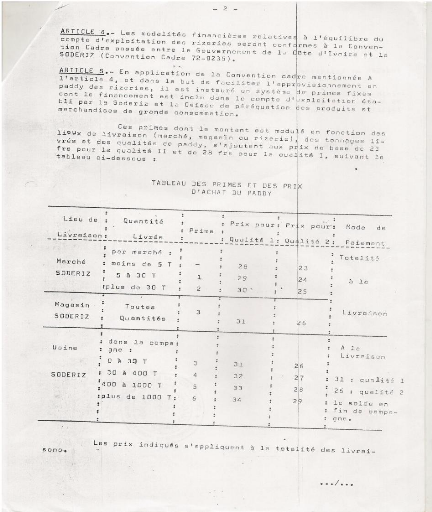 - 2 -
ARTICLE 4.- Les modalités financières relatives à l'équilibre du
compte d'exploitation des rizeries seront conformes à la Conven-
tion Cadre passée entre le Gouvernement de la Côte d'Ivoire et la
SODERIZ (Convention Cadre 72-0239).
ARTICLE 5.- En application de la Convention cadre mentionnée à
l'article 4, et dans le but de faciliter l'approvisionnement en
paddy des rizeries, il est instauré un système de primes fixes
dont le financement est inclu dans le compte d'exploitation éta-
bli par la Soderiz et la Caisse de péréquation des produits et
marchandises de grande consommation.
Ces primes dont le montant est modulé en fonction des
lieux de livraison (marché, magasin ou rizerie), des tonnages li-
vrés et des qualités de paddy, s'ajoutent aux prix de base de 23
frs pour la qualité II et de 28 frs pour la qualité I, suivant le
tableau ci-dessous :
TABLEAU DES PRIMES ET DES PRIX
D'ACHAT DU PADDY
Lieu de : Quantité : : Prix pour: Prix pour: Mode de
Livraison: Livrée : Prime : Qualité 1: Qualité 2: Paiement
: par marché : : : : Totalité
Marché : moins de 5 T : - : 28 : 23 :
SODERIZ : 5 à 30 T : 1 : 29 : 24 : à la
:plus de 30 T : 2 : 30 : 25 :
Magasin : Toutes : 3 : : : Livraison
SODERIZ : Quantités : : 31 : 26 :
Usine : dans la campa : : : : A la
: gne : : : : : Livraison
: 0 à 30 T : 3 : 31 : 26 :
SODERIZ : 30 à 400 T : 4 : 32 : 27 : 31 : qualité 1
:400 à 1000 T : 5 : 33 : 28 : 26 : qualité 2
:plus de 1000 T: 6 : 34 : 29 : le solde en
fin de campa-
gne.
Les prix indiqués s'appliquent à la totalité des livrai-
sons.
.../...